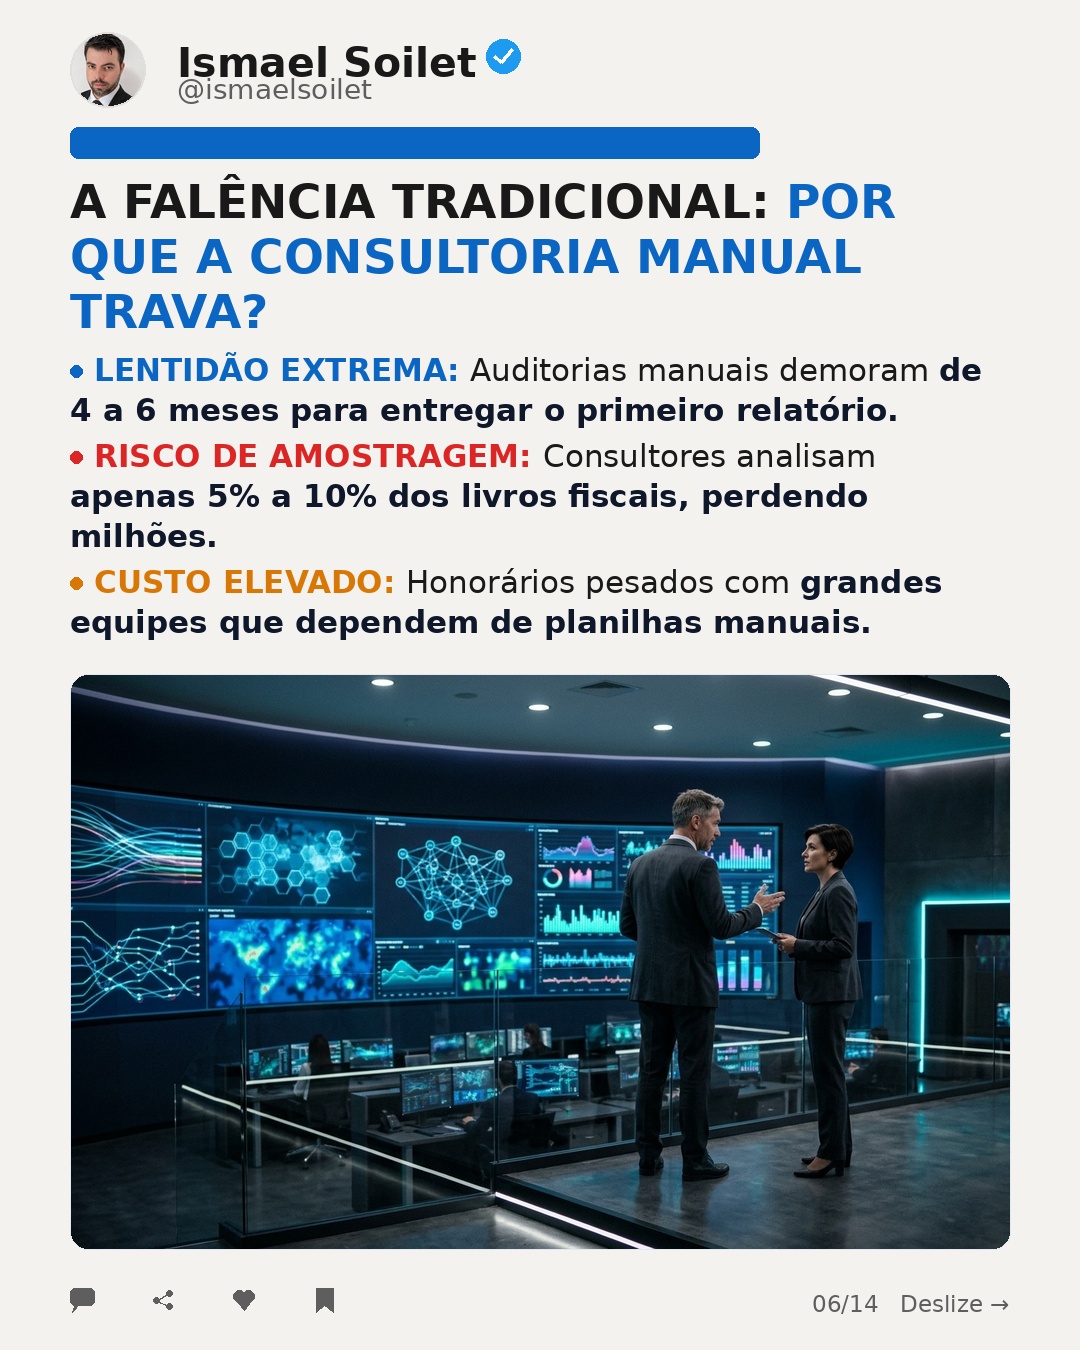 Ismael Soilet
@ismaelsoilet
A FALÊNCIA TRADICIONAL: POR
QUE A CONSULTORIA MANUAL
TRAVA?
• LENTIDÃO EXTREMA: Auditorias manuais demoram de
4 a 6 meses para entregar o primeiro relatório.
• RISCO DE AMOSTRAGEM: Consultores analisam
apenas 5% a 10% dos livros fiscais, perdendo
milhões.
• CUSTO ELEVADO: Honorários pesados com grandes
equipes que dependem de planilhas manuais.
06/14 Deslize →